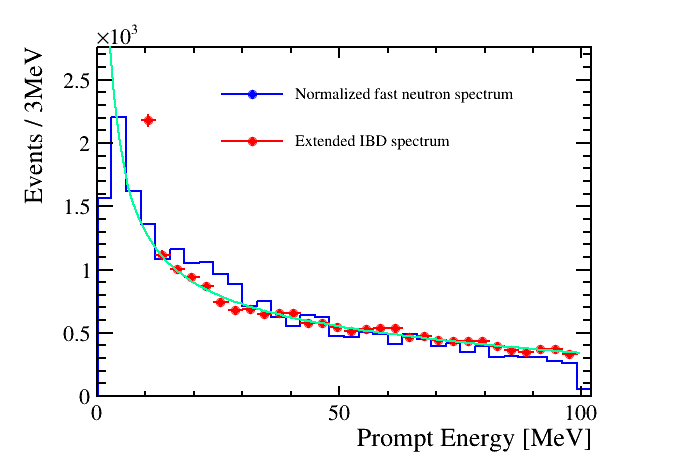 ×10³
Events / 3MeV
2.5
2
1.5
1
0.5
0
Normalized fast neutron spectrum
Extended IBD spectrum
0
50
100
Prompt Energy [MeV]